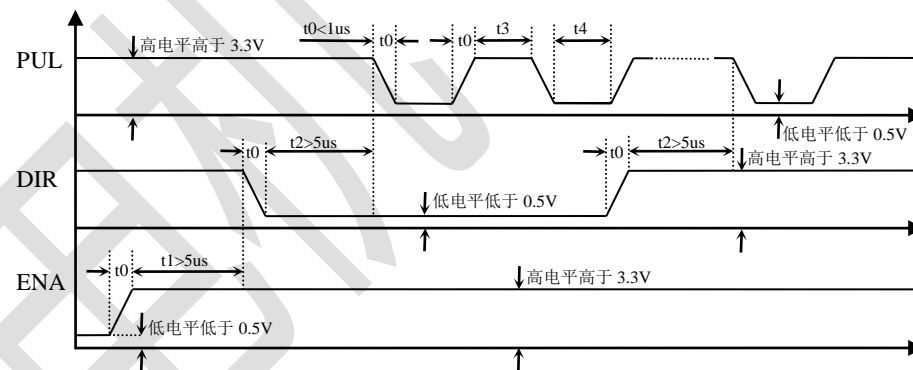 t0<1us t0 t0 t3 t4
高电平高于 3.3V
PUL
低电平低于 0.5V
t0 t2>5us t0 t2>5us
高电平高于 3.3V
DIR
低电平低于 0.5V
t0 t1>5us
ENA
高电平高于 3.3V
低电平低于 0.5V